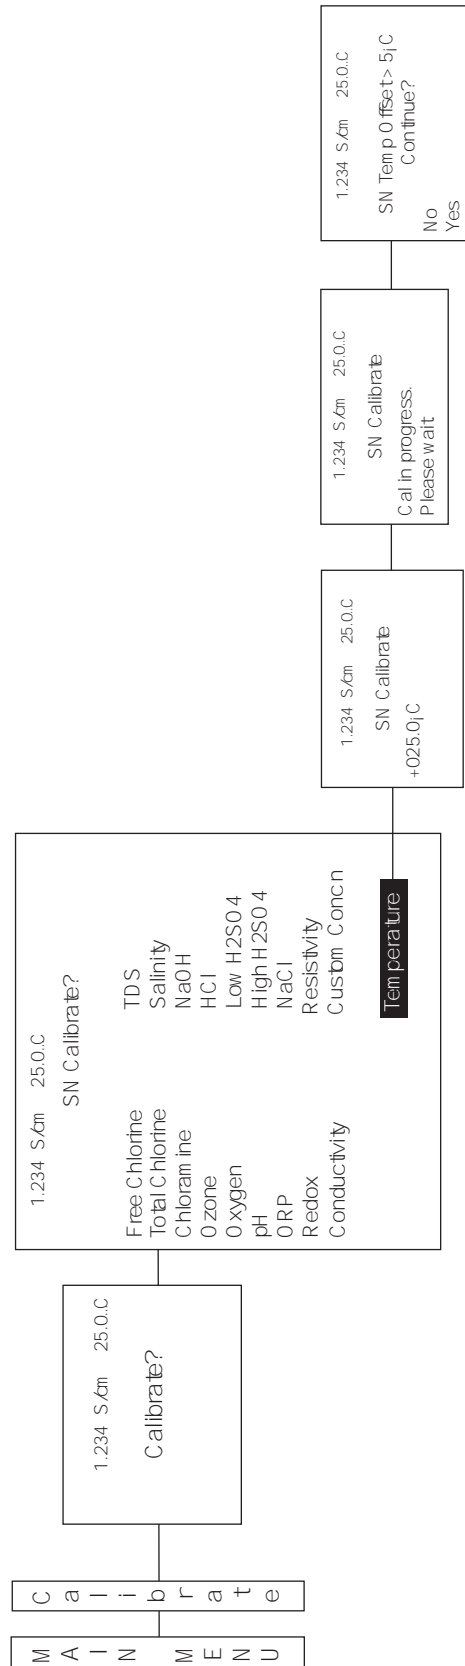 MAIN MENU
Calibrate
1.234 S/cm 25.0.C
Calibrate?
1.234 S/cm 25.0.C
SN Calibrate?
Free Chlorine
Total Chlorine
Chloramine
Ozone
Oxygen
pH
ORP
Redox
Conductivity
TDS
Salinity
NaOH
HCl
Low H2SO4
High H2SO4
NaCl
Resistivity
Custom Concn
Temperature
1.234 S/cm 25.0.C
SN Calibrate
+025.0¡C
1.234 S/cm 25.0.C
SN Calibrate
Cal in progress.
Please wait
1.234 S/cm 25.0.C
SN Temp Offset > 5¡C
Continue?
No
Yes